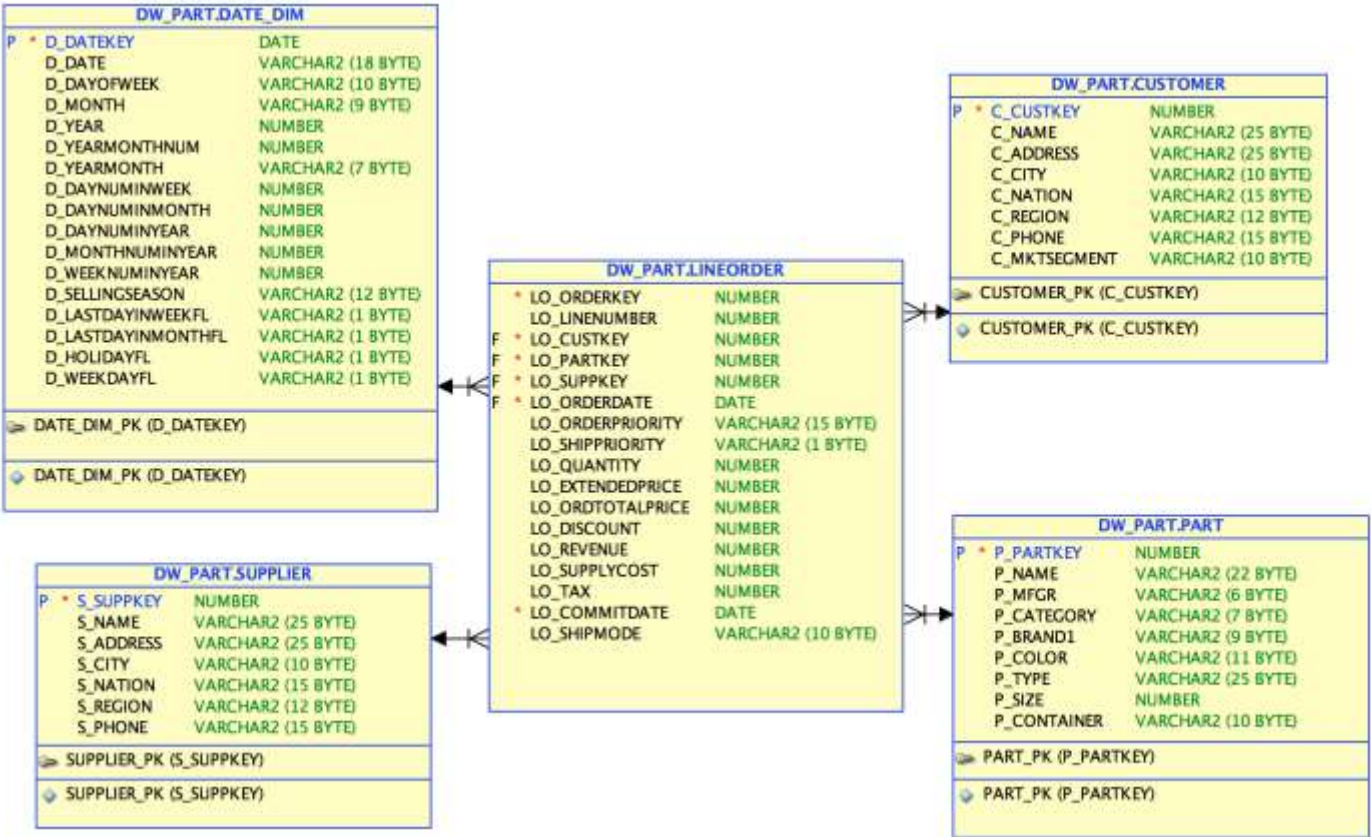 DW_PART.DATE_DIM
P * D_DATEKEY DATE
D_DATE VARCHAR2 (18 BYTE)
D_DAYOFWEEK VARCHAR2 (10 BYTE)
D_MONTH VARCHAR2 (9 BYTE)
D_YEAR NUMBER
D_YEARMONTHNUM NUMBER
D_YEARMONTH VARCHAR2 (7 BYTE)
D_DAYNUMINWEEK NUMBER
D_DAYNUMINMONTH NUMBER
D_DAYNUMINYEAR NUMBER
D_MONTHNUMINYEAR NUMBER
D_WEEKNUMINYEAR NUMBER
D_SELLINGSEASON VARCHAR2 (12 BYTE)
D_LASTDAYINWEEKFL VARCHAR2 (1 BYTE)
D_LASTDAYINMONTHFL VARCHAR2 (1 BYTE)
D_HOLIDAYFL VARCHAR2 (1 BYTE)
D_WEEKDAYFL VARCHAR2 (1 BYTE)
DATE_DIM_PK (D_DATEKEY)
DATE_DIM_PK (D_DATEKEY)
DW_PART.SUPPLIER
P * S_SUPPKEY NUMBER
S_NAME VARCHAR2 (25 BYTE)
S_ADDRESS VARCHAR2 (25 BYTE)
S_CITY VARCHAR2 (10 BYTE)
S_NATION VARCHAR2 (15 BYTE)
S_REGION VARCHAR2 (12 BYTE)
S_PHONE VARCHAR2 (15 BYTE)
SUPPLIER_PK (S_SUPPKEY)
SUPPLIER_PK (S_SUPPKEY)
DW_PART.LINEORDER
* LO_ORDERKEY NUMBER
LO_LINENUMBER NUMBER
F * LO_CUSTKEY NUMBER
F * LO_PARTKEY NUMBER
F * LO_SUPPKEY NUMBER
F * LO_ORDERDATE DATE
LO_ORDERPRIORITY VARCHAR2 (15 BYTE)
LO_SHIPPRIORITY VARCHAR2 (1 BYTE)
LO_QUANTITY NUMBER
LO_EXTENDEDPRICE NUMBER
LO_ORDTOTALPRICE NUMBER
LO_DISCOUNT NUMBER
LO_REVENUE NUMBER
LO_SUPPLYCOST NUMBER
LO_TAX NUMBER
* LO_COMMITDATE DATE
LO_SHIPMODE VARCHAR2 (10 BYTE)
DW_PART.CUSTOMER
P * C_CUSTKEY NUMBER
C_NAME VARCHAR2 (25 BYTE)
C_ADDRESS VARCHAR2 (25 BYTE)
C_CITY VARCHAR2 (10 BYTE)
C_NATION VARCHAR2 (15 BYTE)
C_REGION VARCHAR2 (12 BYTE)
C_PHONE VARCHAR2 (15 BYTE)
C_MKTSEGMENT VARCHAR2 (10 BYTE)
CUSTOMER_PK (C_CUSTKEY)
CUSTOMER_PK (C_CUSTKEY)
DW_PART.PART
P * P_PARTKEY NUMBER
P_NAME VARCHAR2 (22 BYTE)
P_MFGR VARCHAR2 (6 BYTE)
P_CATEGORY VARCHAR2 (7 BYTE)
P_BRAND1 VARCHAR2 (9 BYTE)
P_COLOR VARCHAR2 (11 BYTE)
P_TYPE VARCHAR2 (25 BYTE)
P_SIZE NUMBER
P_CONTAINER VARCHAR2 (10 BYTE)
PART_PK (P_PARTKEY)
PART_PK (P_PARTKEY)